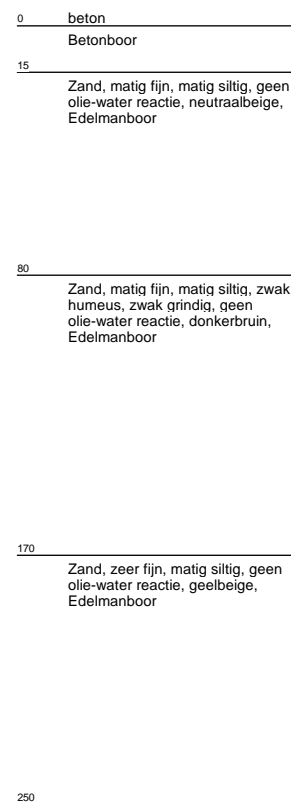 0 beton
Betonboor
15
Zand, matig fijn, matig siltig, geen
olie-water reactie, neutraalbeige,
Edelmanboor
80
Zand, matig fijn, matig siltig, zwak
humeus, zwak grindig, geen
olie-water reactie, donkerbruin,
Edelmanboor
170
Zand, zeer fijn, matig siltig, geen
olie-water reactie, geelbeige,
Edelmanboor
250